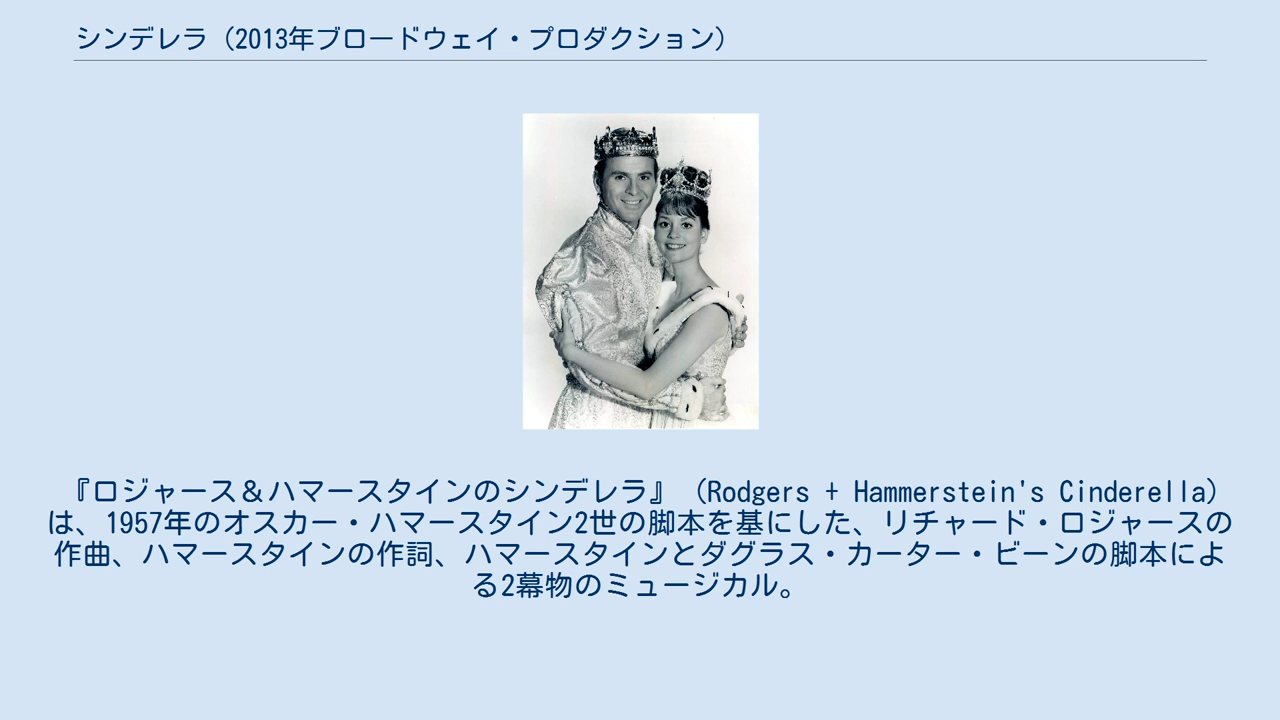 シンデレラ（2013年ブロードウェイ・プロダクション）
『ロジャース＆ハマースタインのシンデレラ』（Rodgers + Hammerstein's Cinderella）
は、1957年のオスカー・ハマースタイン2世の脚本を基にした、リチャード・ロジャースの
作曲、ハマースタインの作詞、ハマースタインとダグラス・カーター・ビーンの脚本によ
る2幕物のミュージカル。